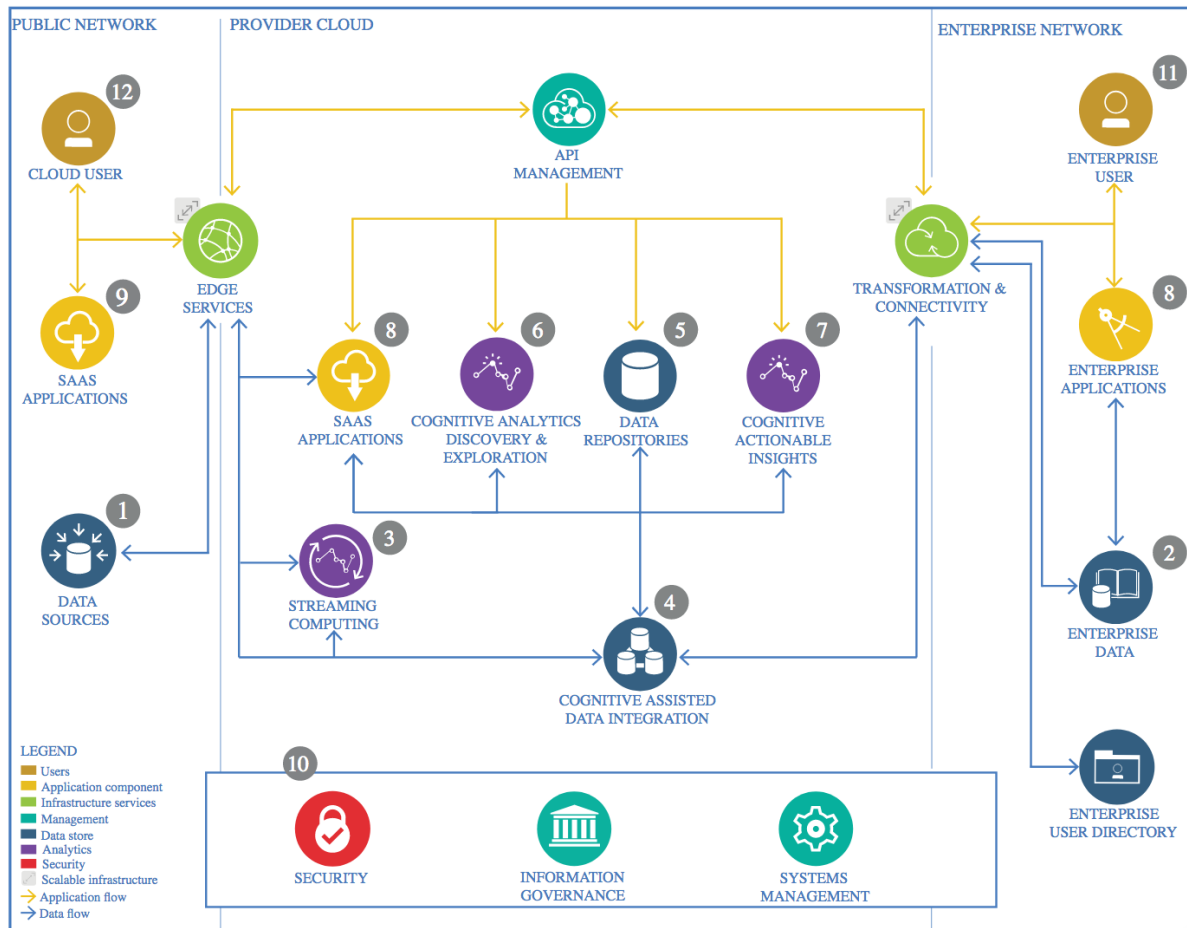 PUBLIC NETWORK
PROVIDER CLOUD
ENTERPRISE NETWORK
12
CLOUD USER
API
MANAGEMENT
11
ENTERPRISE
USER
EDGE
SERVICES
TRANSFORMATION &
CONNECTIVITY
9
SAAS
APPLICATIONS
8
SAAS
APPLICATIONS
6
COGNITIVE ANALYTICS
DISCOVERY &
EXPLORATION
5
DATA
REPOSITORIES
7
COGNITIVE
ACTIONABLE
INSIGHTS
8
ENTERPRISE
APPLICATIONS
1
DATA
SOURCES
3
STREAMING
COMPUTING
4
COGNITIVE ASSISTED
DATA INTEGRATION
2
ENTERPRISE
DATA
ENTERPRISE
USER DIRECTORY
LEGEND
Users
Application component
Infrastructure services
Management
Data store
Analytics
Security
Scalable infrastructure
Application flow
Data flow
10
SECURITY
INFORMATION
GOVERNANCE
SYSTEMS
MANAGEMENT